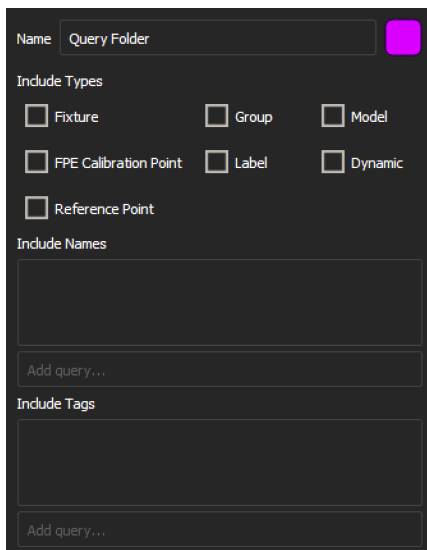 Name Query Folder
Include Types
Fixture Group Model
FPE Calibration Point Label Dynamic
Reference Point
Include Names
Add query...
Include Tags
Add query...